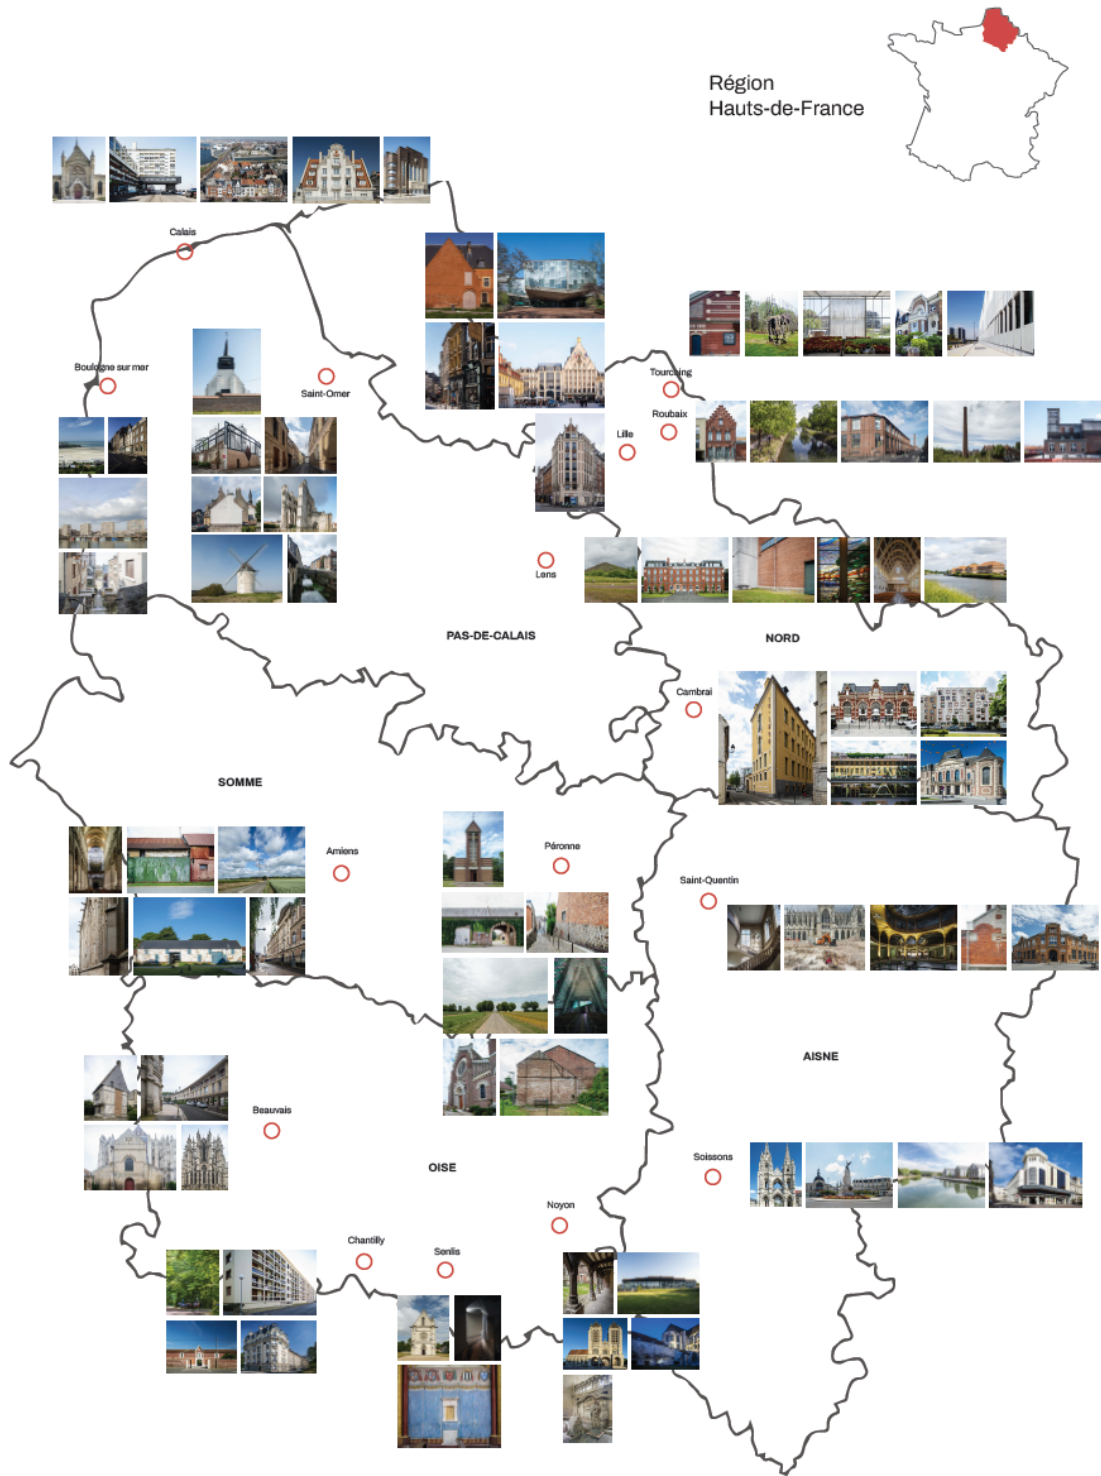 Région
Hauts-de-France
Calais
Boulogne sur mer
Saint-Omer
Tourcoing
Roubaix
Lille
Lens
PAS-DE-CALAIS
NORD
Cambrai
SOMME
Amiens
Péronne
Saint-Quentin
AISNE
Beauvais
OISE
Soissons
Noyon
Chantilly
Senlis